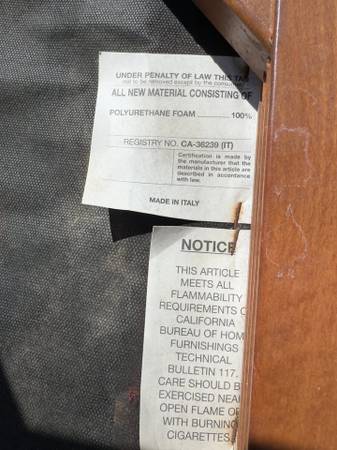 UNDER PENALTY OF LAW THIS TAG
not to be removed except by the consumer
ALL NEW MATERIAL CONSISTING OF
POLYURETHANE FOAM ........ 100%
REGISTRY NO. CA-36239 (IT)
Certification is made by
the manufacturer that the
materials in this article are
described in accordance
with law.
MADE IN ITALY
NOTICE
THIS ARTICLE
MEETS ALL
FLAMMABILITY
REQUIREMENTS O
CALIFORNIA
BUREAU OF HOM
FURNISHINGS
TECHNICAL
BULLETIN 117.
CARE SHOULD B
EXERCISED NEA
OPEN FLAME O
WITH BURNING
CIGARETTES.